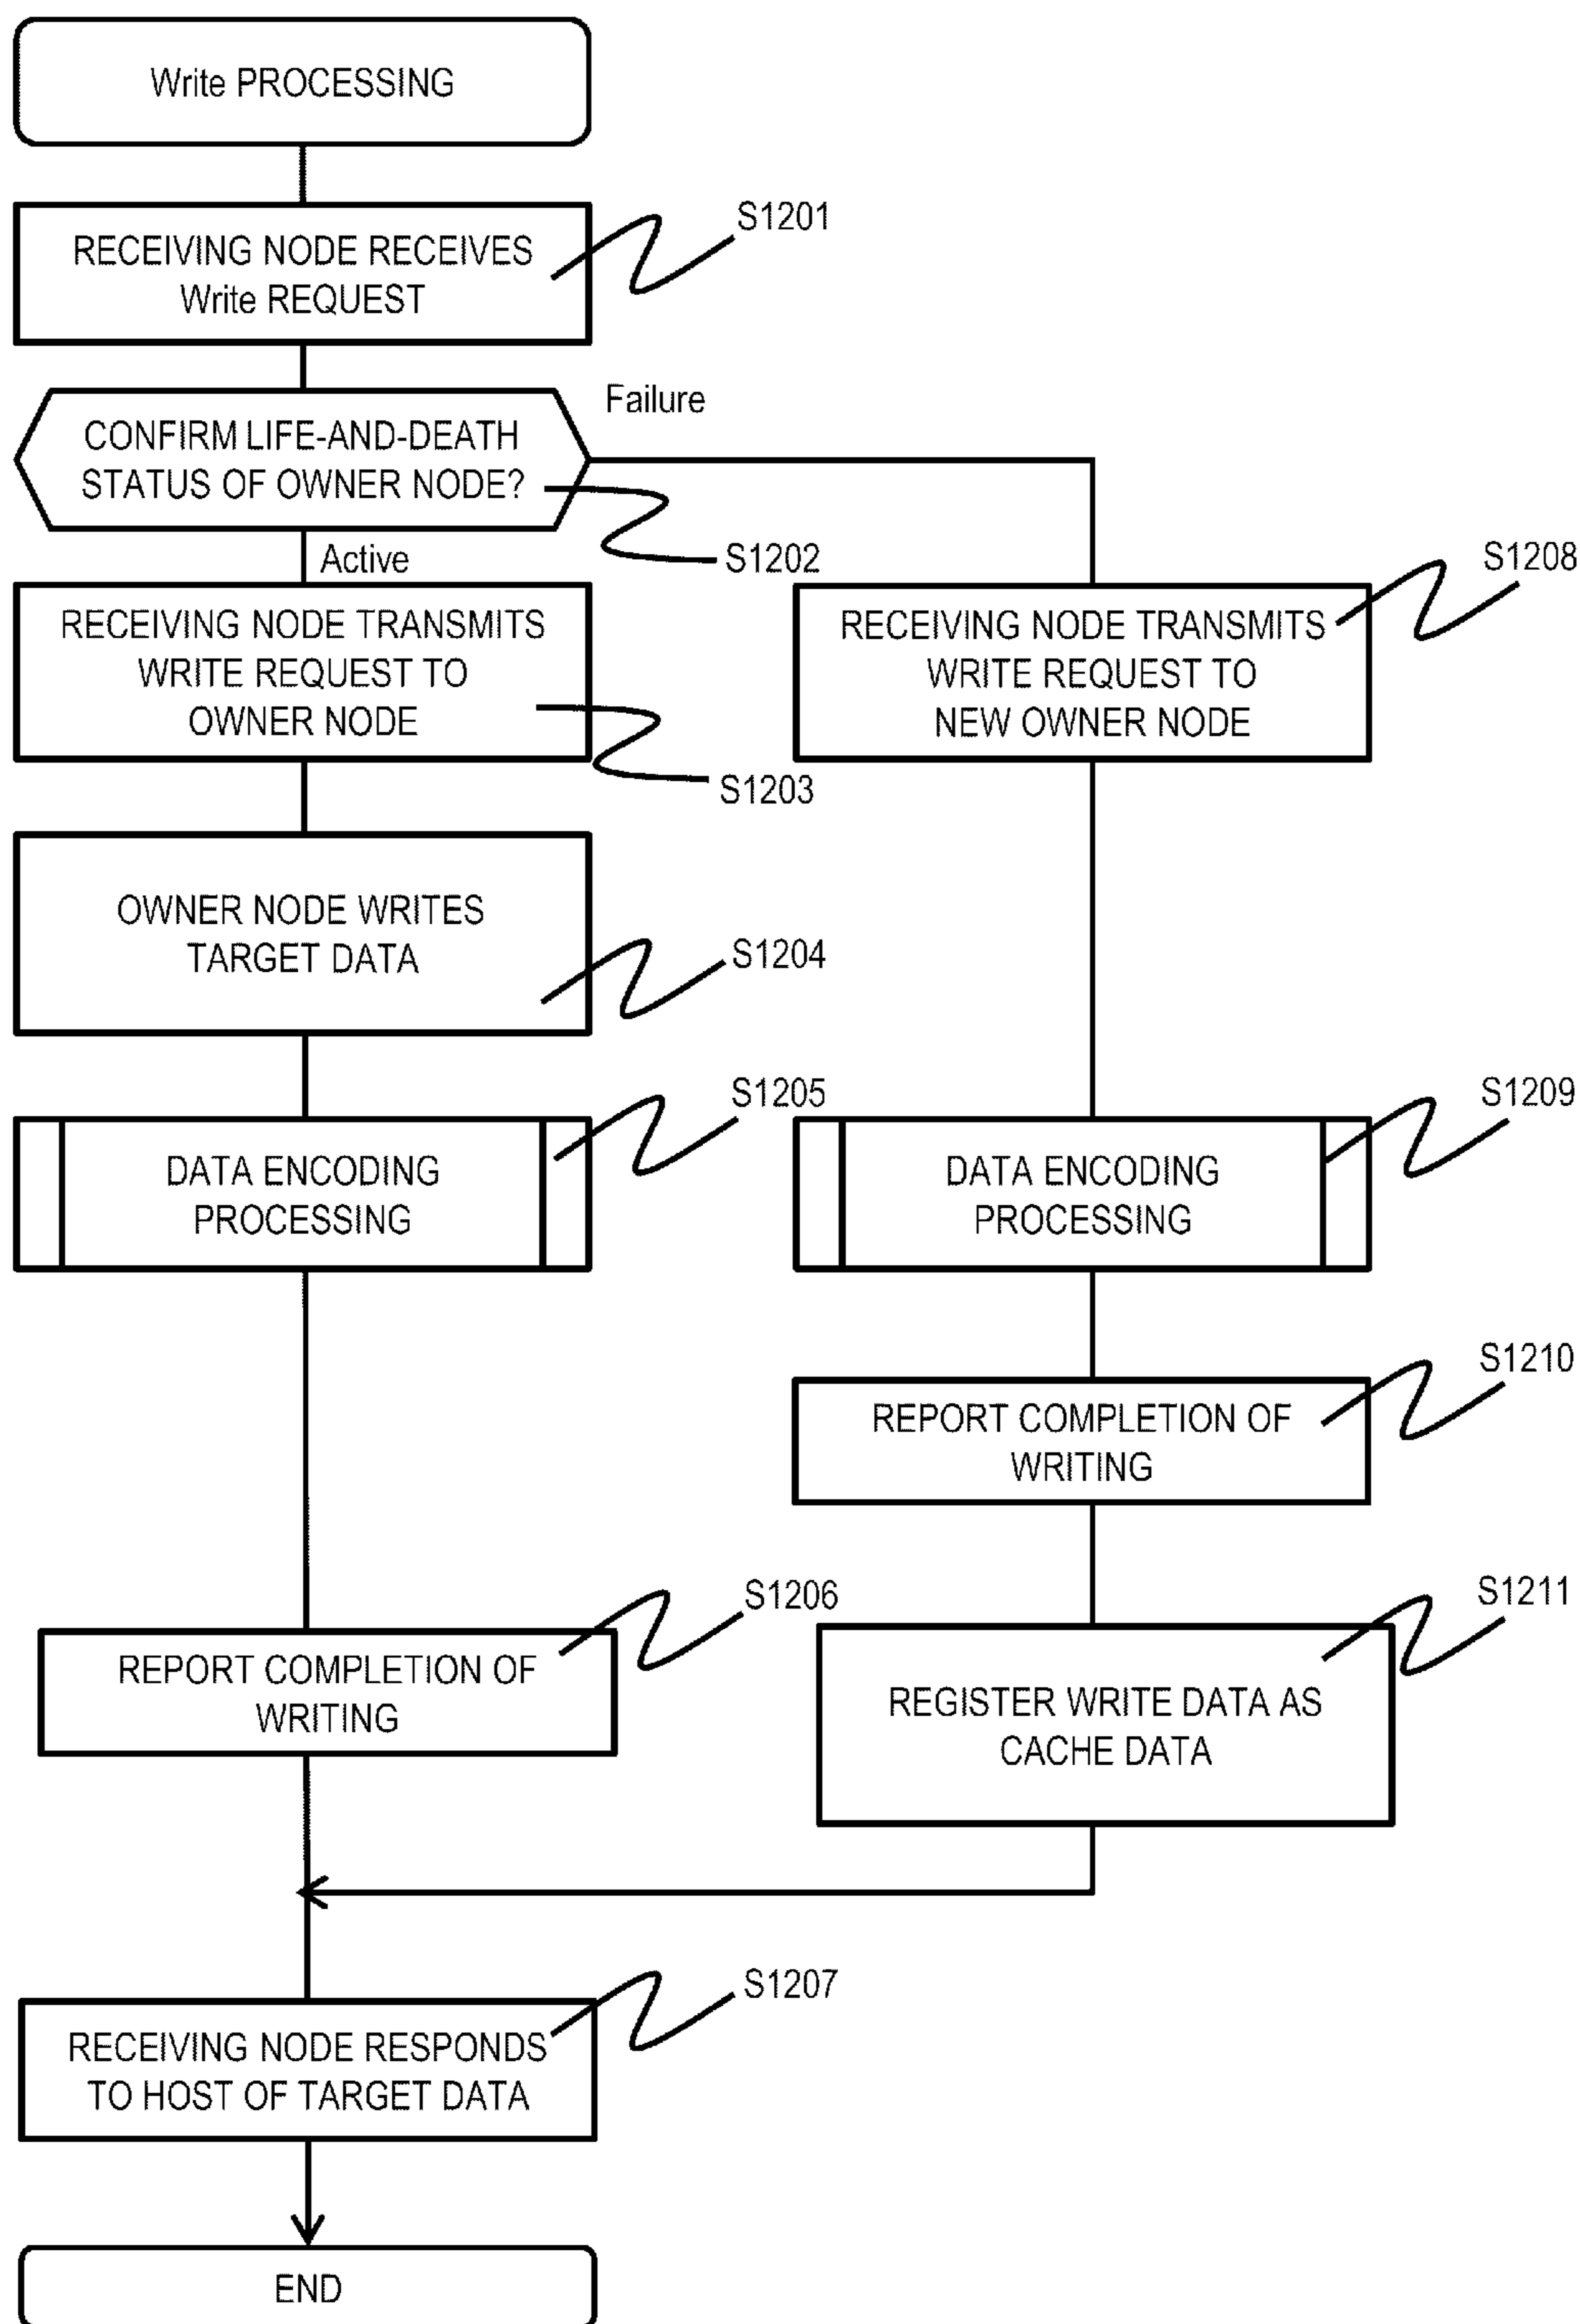 Write PROCESSING
RECEIVING NODE RECEIVES
Write REQUEST
S1201
CONFIRM LIFE-AND-DEATH
STATUS OF OWNER NODE?
Failure
S1202
Active
RECEIVING NODE TRANSMITS
WRITE REQUEST TO
OWNER NODE
S1203
OWNER NODE WRITES
TARGET DATA
S1204
DATA ENCODING
PROCESSING
S1205
REPORT COMPLETION OF
WRITING
S1206
RECEIVING NODE TRANSMITS
WRITE REQUEST TO
NEW OWNER NODE
S1208
DATA ENCODING
PROCESSING
S1209
REPORT COMPLETION OF
WRITING
S1210
REGISTER WRITE DATA AS
CACHE DATA
S1211
RECEIVING NODE RESPONDS
TO HOST OF TARGET DATA
S1207
END